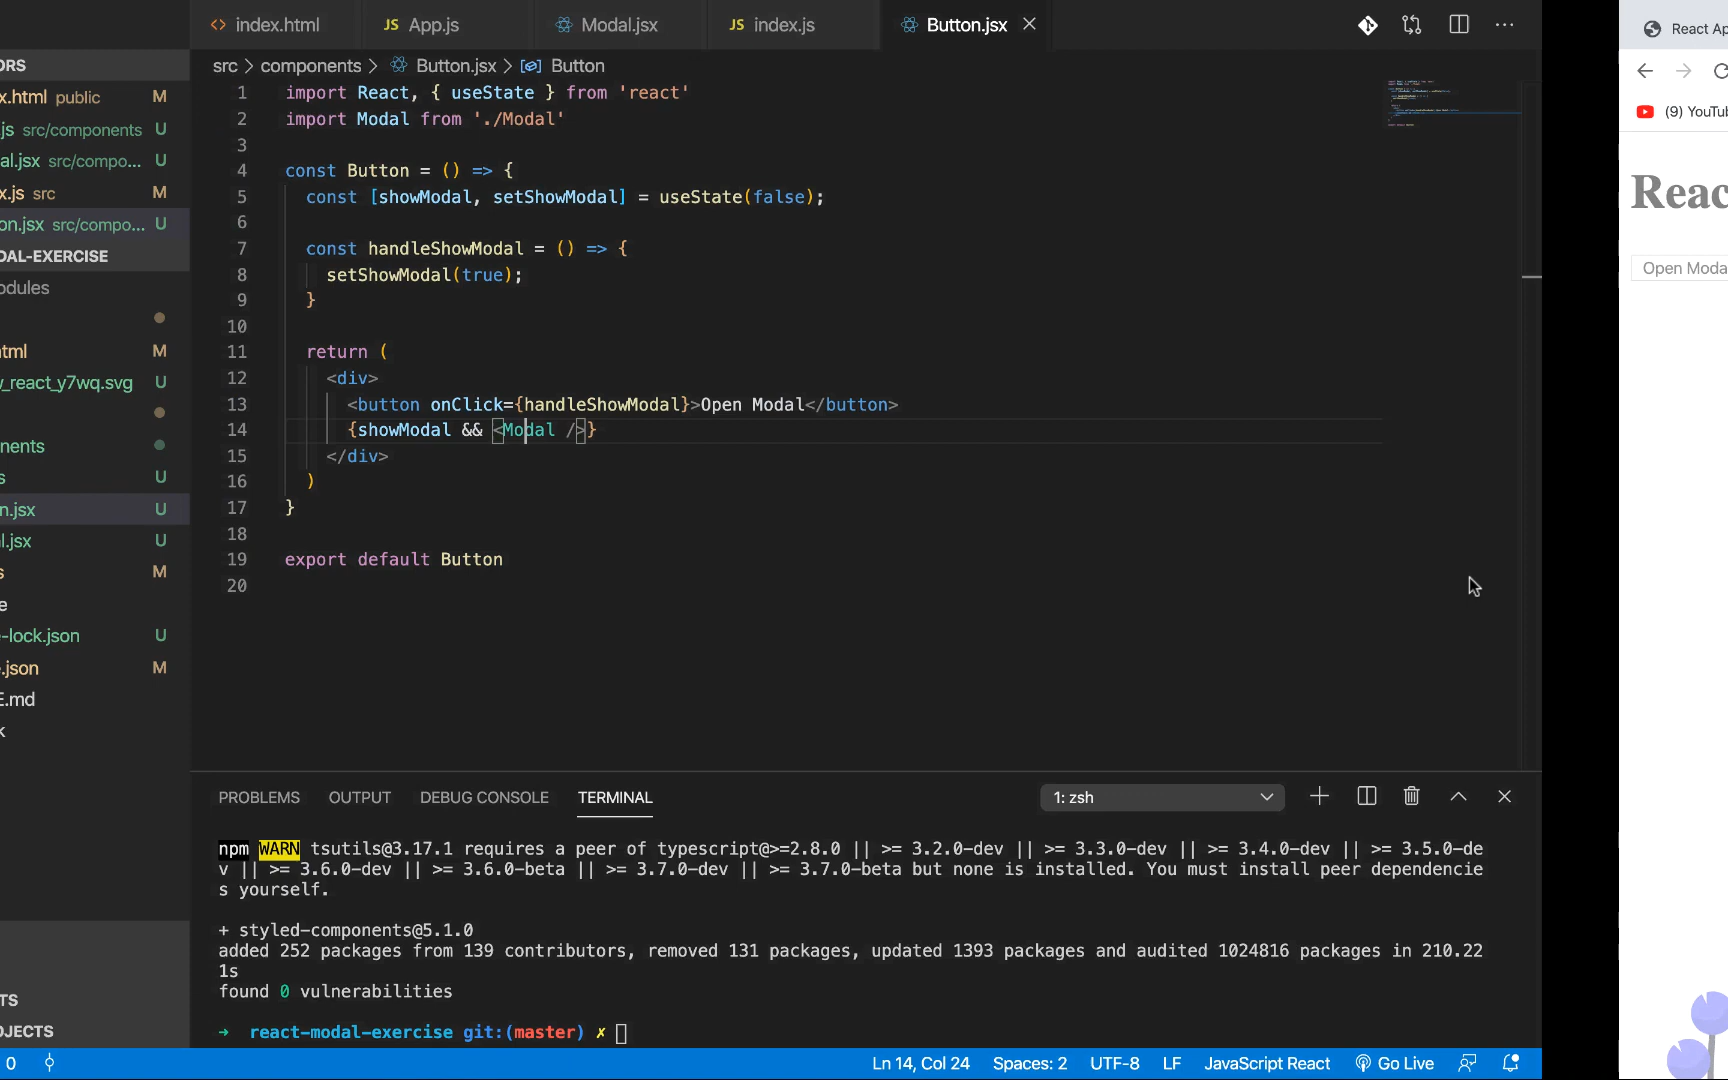 index.html
JS App.js
Modal.jsx
JS index.js
Button.jsx
React Ap
ORS
src > components > Button.jsx > Button
x.html public M
js src/components U
al.jsx src/compo... U
x.js src M
on.jsx src/compo... U
DAL-EXERCISE
odules
tml M
_react_y7wq.svg U
nents
s U
n.jsx U
l.jsx U
s M
e
-lock.json U
.json M
E.md
k
TS
OJECTS
1 import React, { useState } from 'react'
2 import Modal from './Modal'
3
4 const Button = () => {
5 const [showModal, setShowModal] = useState(false);
6
7 const handleShowModal = () => {
8 setShowModal(true);
9 }
10
11 return (
12 <div>
13 <button onClick={handleShowModal}>Open Modal</button>
14 {showModal && <Modal />}
15 </div>
16 )
17 }
18
19 export default Button
20
(9) YouTub
Reac
Open Moda
PROBLEMS OUTPUT DEBUG CONSOLE TERMINAL
1: zsh
npm WARN tsutils@3.17.1 requires a peer of typescript@>=2.8.0 || >= 3.2.0-dev || >= 3.3.0-dev || >= 3.4.0-dev || >= 3.5.0-de
v || >= 3.6.0-dev || >= 3.6.0-beta || >= 3.7.0-dev || >= 3.7.0-beta but none is installed. You must install peer dependencie
s yourself.
+ styled-components@5.1.0
added 252 packages from 139 contributors, removed 131 packages, updated 1393 packages and audited 1024816 packages in 210.22
1s
found 0 vulnerabilities
→ react-modal-exercise git:(master) ✗
0
Ln 14, Col 24 Spaces: 2 UTF-8 LF JavaScript React Go Live